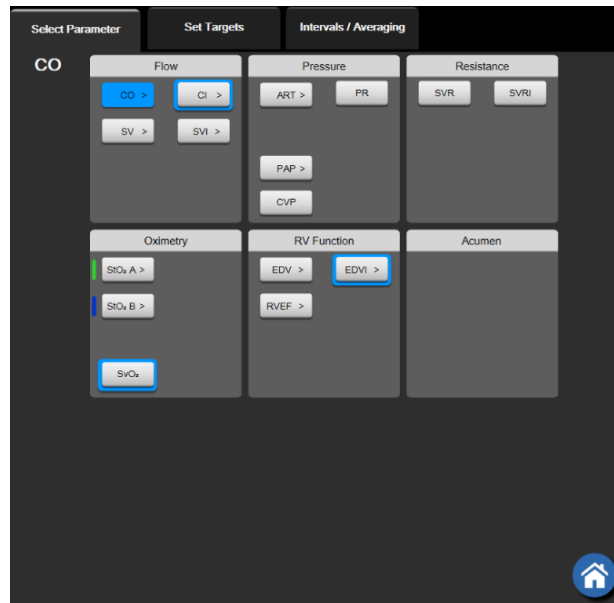 Select Parameter
Set Targets
Intervals / Averaging
CO
Flow
CO >
CI >
SV >
SVI >
Pressure
ART >
PR
PAP >
CVP
Resistance
SVR
SVRI
Oximetry
StO₂ A >
StO₂ B >
SvO₂
RV Function
EDV >
EDVI >
RVEF >
Acumen